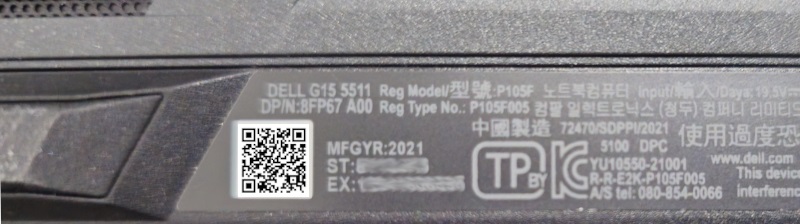 DELL G15 5511 Reg Model/型號: P105F 노트북컴퓨터 Input/輸入/Days: 19.5V
DP/N:8FP67 A00 Reg Type No.: P105F005 컴팔 일렉트로닉스 (청두) 컴퍼니 리미티드
中國製造 72470/SDPPI/2021 使用過度恐
MFGYR:2021 5100 DPC
ST: YU10550-21001 www.dell.com
EX: TP BY R-R-E2K-P105F005 This device
A/S tel: 080-854-0066 interference